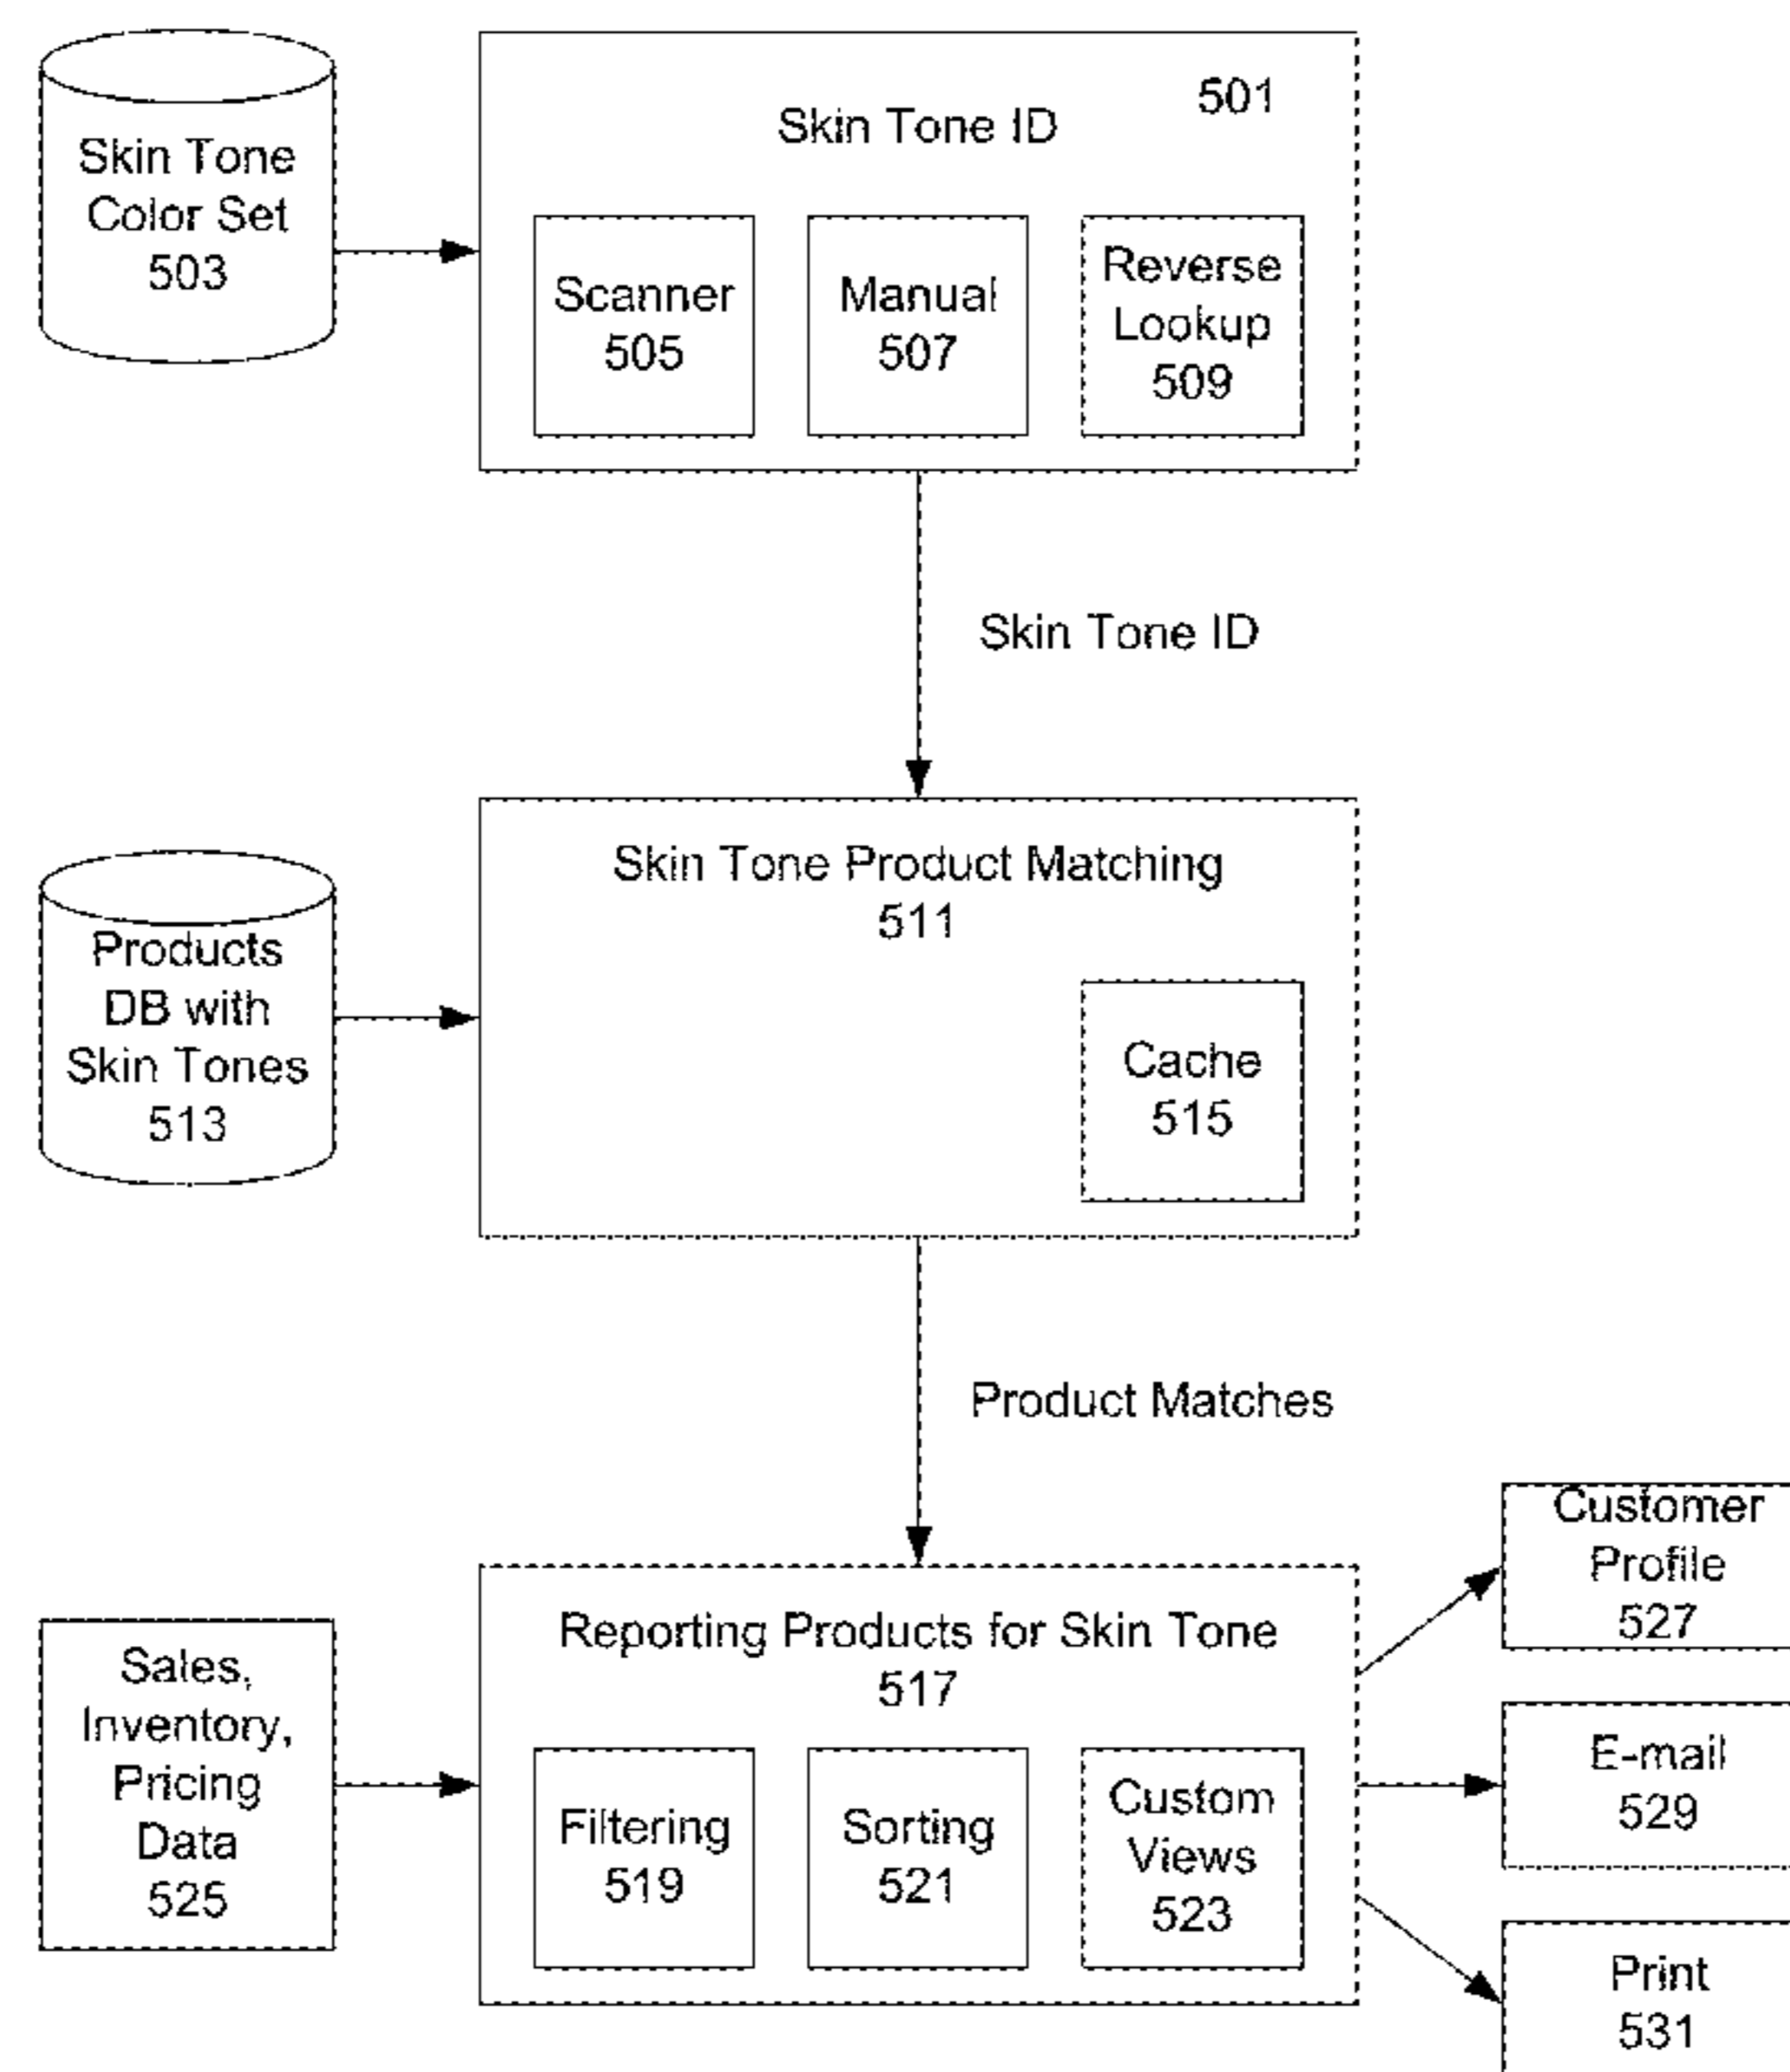 Skin Tone
Color Set
503
Skin Tone ID
501
Scanner
505
Manual
507
Reverse
Lookup
509
Skin Tone ID
Products
DB with
Skin Tones
513
Skin Tone Product Matching
511
Cache
515
Product Matches
Sales,
Inventory,
Pricing
Data
525
Reporting Products for Skin Tone
517
Filtering
519
Sorting
521
Custom
Views
523
Customer
Profile
527
E-mail
529
Print
531